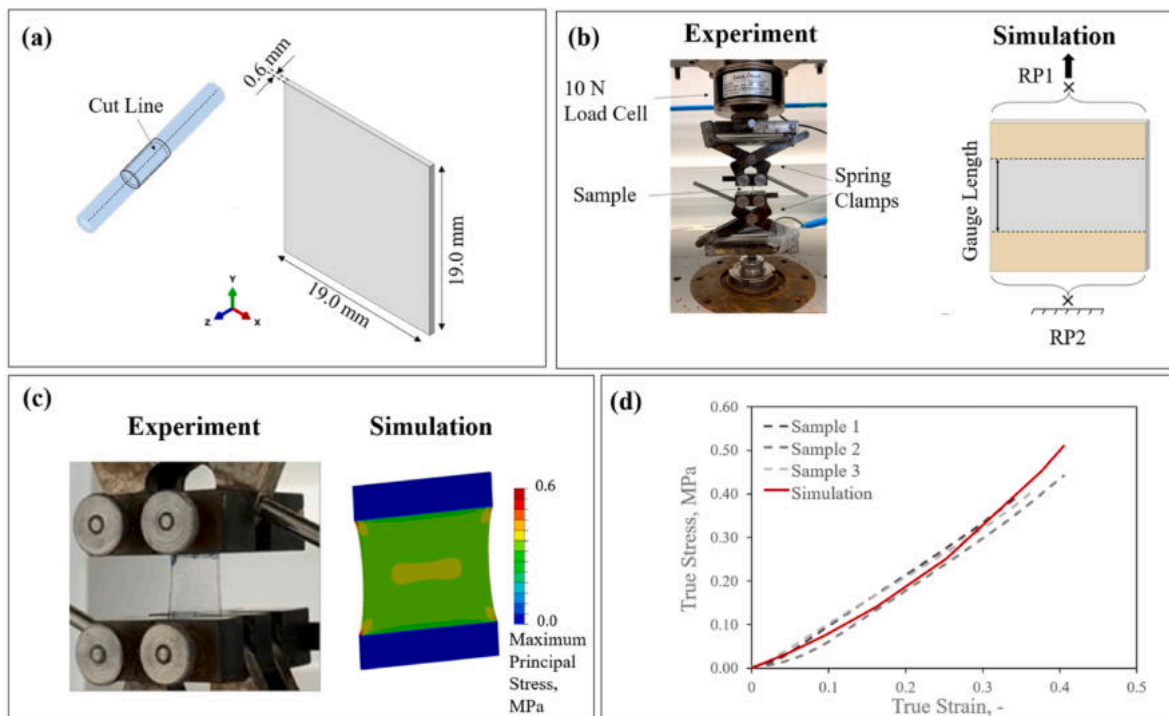 (a)
0.6 mm
Cut Line
19.0 mm
19.0 mm
Y
Z
X
(b)
Experiment
Simulation
10 N
Load Cell
Sample
Spring
Clamps
RP1
Gauge Length
RP2
(c)
Experiment
Simulation
0.6
0.0
Maximum
Principal
Stress,
MPa
(d)
True Stress, MPa
0.60
0.50
0.40
0.30
0.20
0.10
0.00
Sample 1
Sample 2
Sample 3
Simulation
0
0.1
0.2
0.3
0.4
0.5
True Strain, -